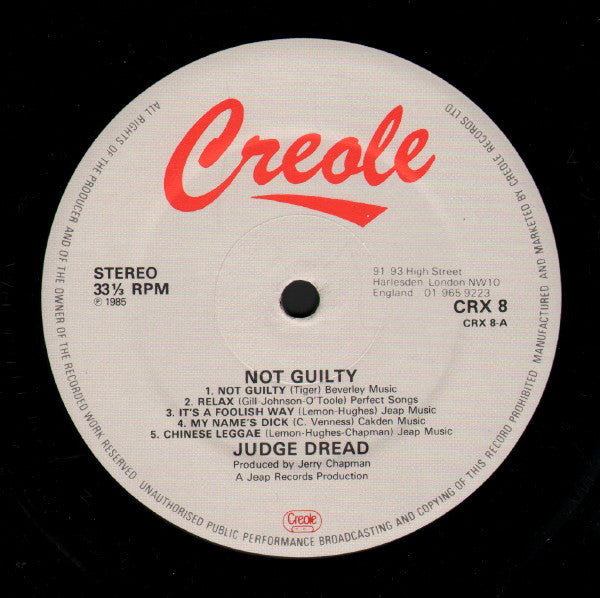 Creole
STEREO
33⅓ RPM
℗ 1985
91-93 High Street
Harlesden, London NW10
England 01-965 9223
CRX 8
CRX 8-A
NOT GUILTY
1. NOT GUILTY (Tiger) Beverley Music
2. RELAX (Gill-Johnson-O'Toole) Perfect Songs
3. IT'S A FOOLISH WAY (Lemon-Hughes) Jeap Music
4. MY NAME'S DICK (C. Venness) Cakden Music
5. CHINESE LEGGAE (Lemon-Hughes-Chapman) Jeap Music
JUDGE DREAD
Produced by Jerry Chapman
A Jeap Records Production
Creole
ALL RIGHTS OF THE PRODUCER AND OF THE OWNER OF THE RECORDED WORK RESERVED UNAUTHORISED PUBLIC PERFORMANCE BROADCASTING AND COPYING OF THIS RECORD PROHIBITED MANUFACTURED AND MARKETED BY CREOLE RECORDS LTD